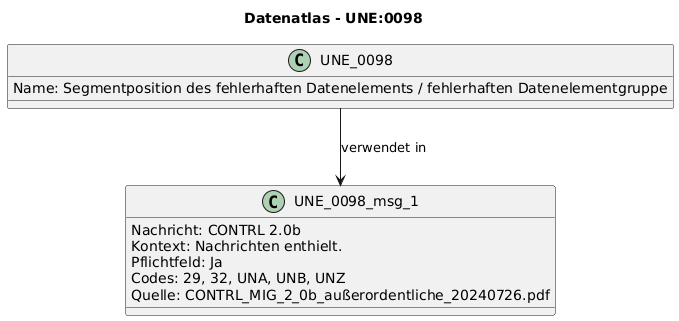 Datenatlas - UNE:0098
C UNE_0098
Name: Segmentposition des fehlerhaften Datenelements / fehlerhaften Datenelementgruppe
verwendet in
C UNE_0098_msg_1
Nachricht: CONTRL 2.0b
Kontext: Nachrichten enthielt.
Pflichtfeld: Ja
Codes: 29, 32, UNA, UNB, UNZ
Quelle: CONTRL_MIG_2_0b_außerordentliche_20240726.pdf